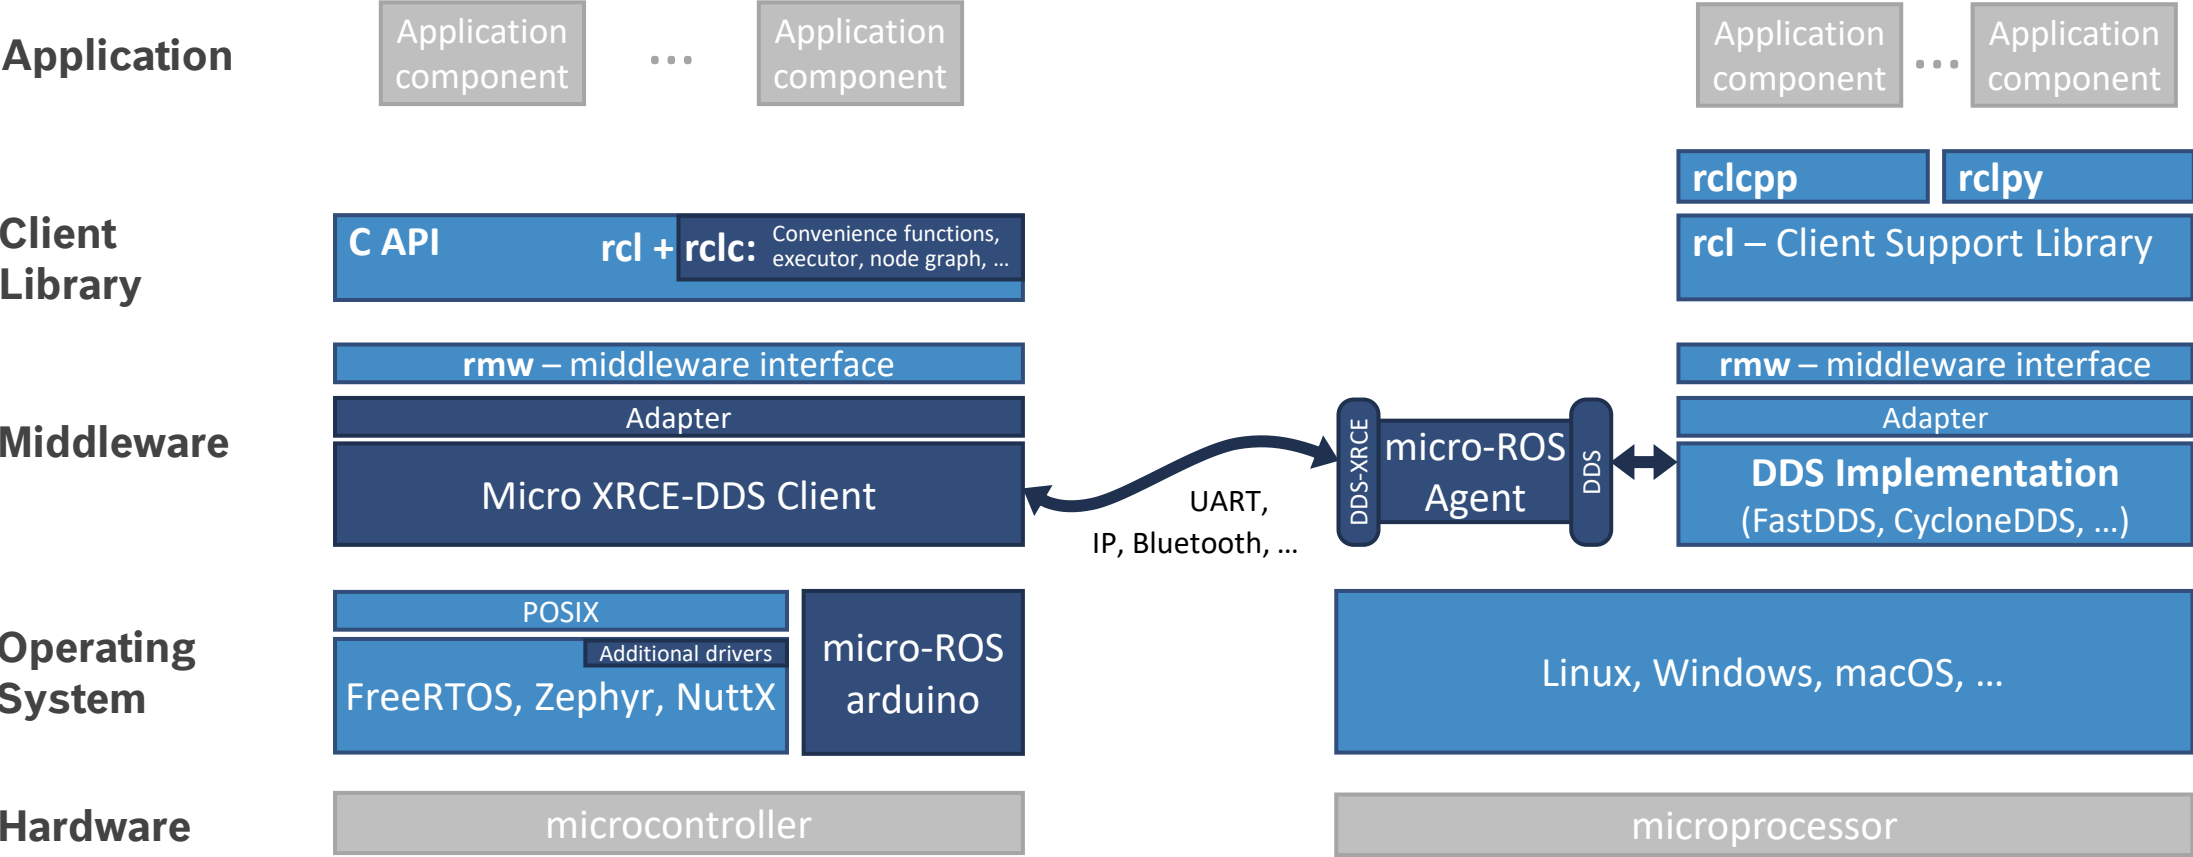 Application
Application
component
...
Application
component
Application
component
...
Application
component
Client
Library
C API
rcl + rclc: Convenience functions,
executor, node graph, ...
rclcpp
rclpy
rcl – Client Support Library
Middleware
rmw – middleware interface
Adapter
Micro XRCE-DDS Client
UART,
IP, Bluetooth, ...
DDS-XRCE
micro-ROS
Agent
DDS
rmw – middleware interface
Adapter
DDS Implementation
(FastDDS, CycloneDDS, ...)
Operating
System
POSIX
Additional drivers
FreeRTOS, Zephyr, NuttX
micro-ROS
arduino
Linux, Windows, macOS, ...
Hardware
microcontroller
microprocessor